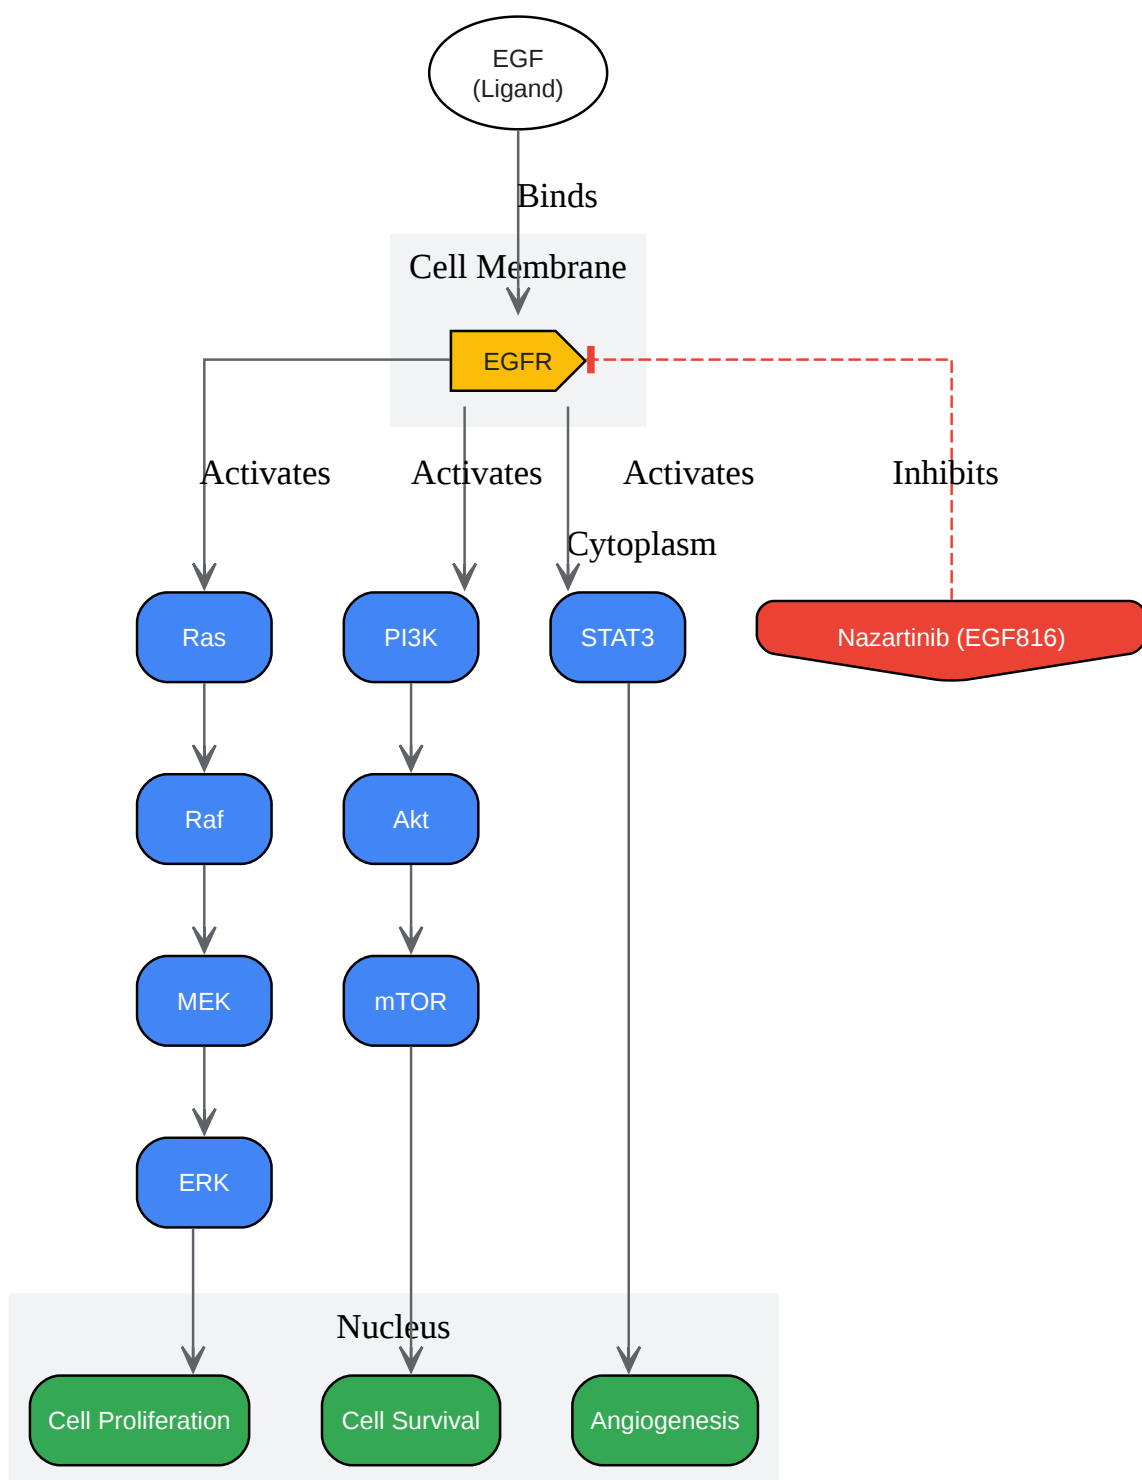 EGF
(Ligand)
Binds
Cell Membrane
EGFR
Activates
Activates
Activates
Inhibits
Cytoplasm
Ras
PI3K
STAT3
Nazartinib (EGF816)
Raf
Akt
MEK
mTOR
ERK
Nucleus
Cell Proliferation
Cell Survival
Angiogenesis